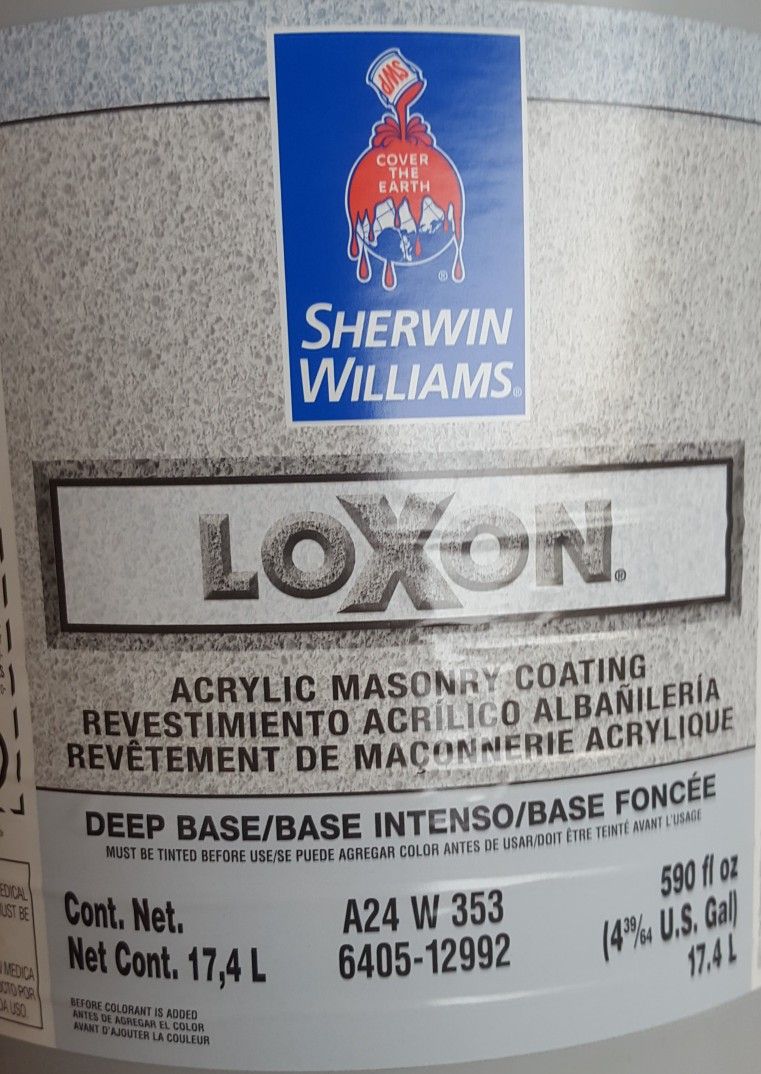 SWP
COVER
THE
EARTH
®
SHERWIN
WILLIAMS®
LOXON®
ACRYLIC MASONRY COATING
REVESTIMIENTO ACRÍLICO ALBAÑILERÍA
REVÊTEMENT DE MAÇONNERIE ACRYLIQUE
DEEP BASE/BASE INTENSO/BASE FONCÉE
MUST BE TINTED BEFORE USE/SE PUEDE AGREGAR COLOR ANTES DE USAR/DOIT ÊTRE TEINTÉ AVANT L'USAGE
Cont. Net.
Net Cont. 17,4 L
A24 W 353
6405-12992
590 fl oz
(4 39/64 U.S. Gal)
17.4 L
BEFORE COLORANT IS ADDED
ANTES DE AGREGAR EL COLOR
AVANT D'AJOUTER LA COULEUR
UST BE
MEDICA